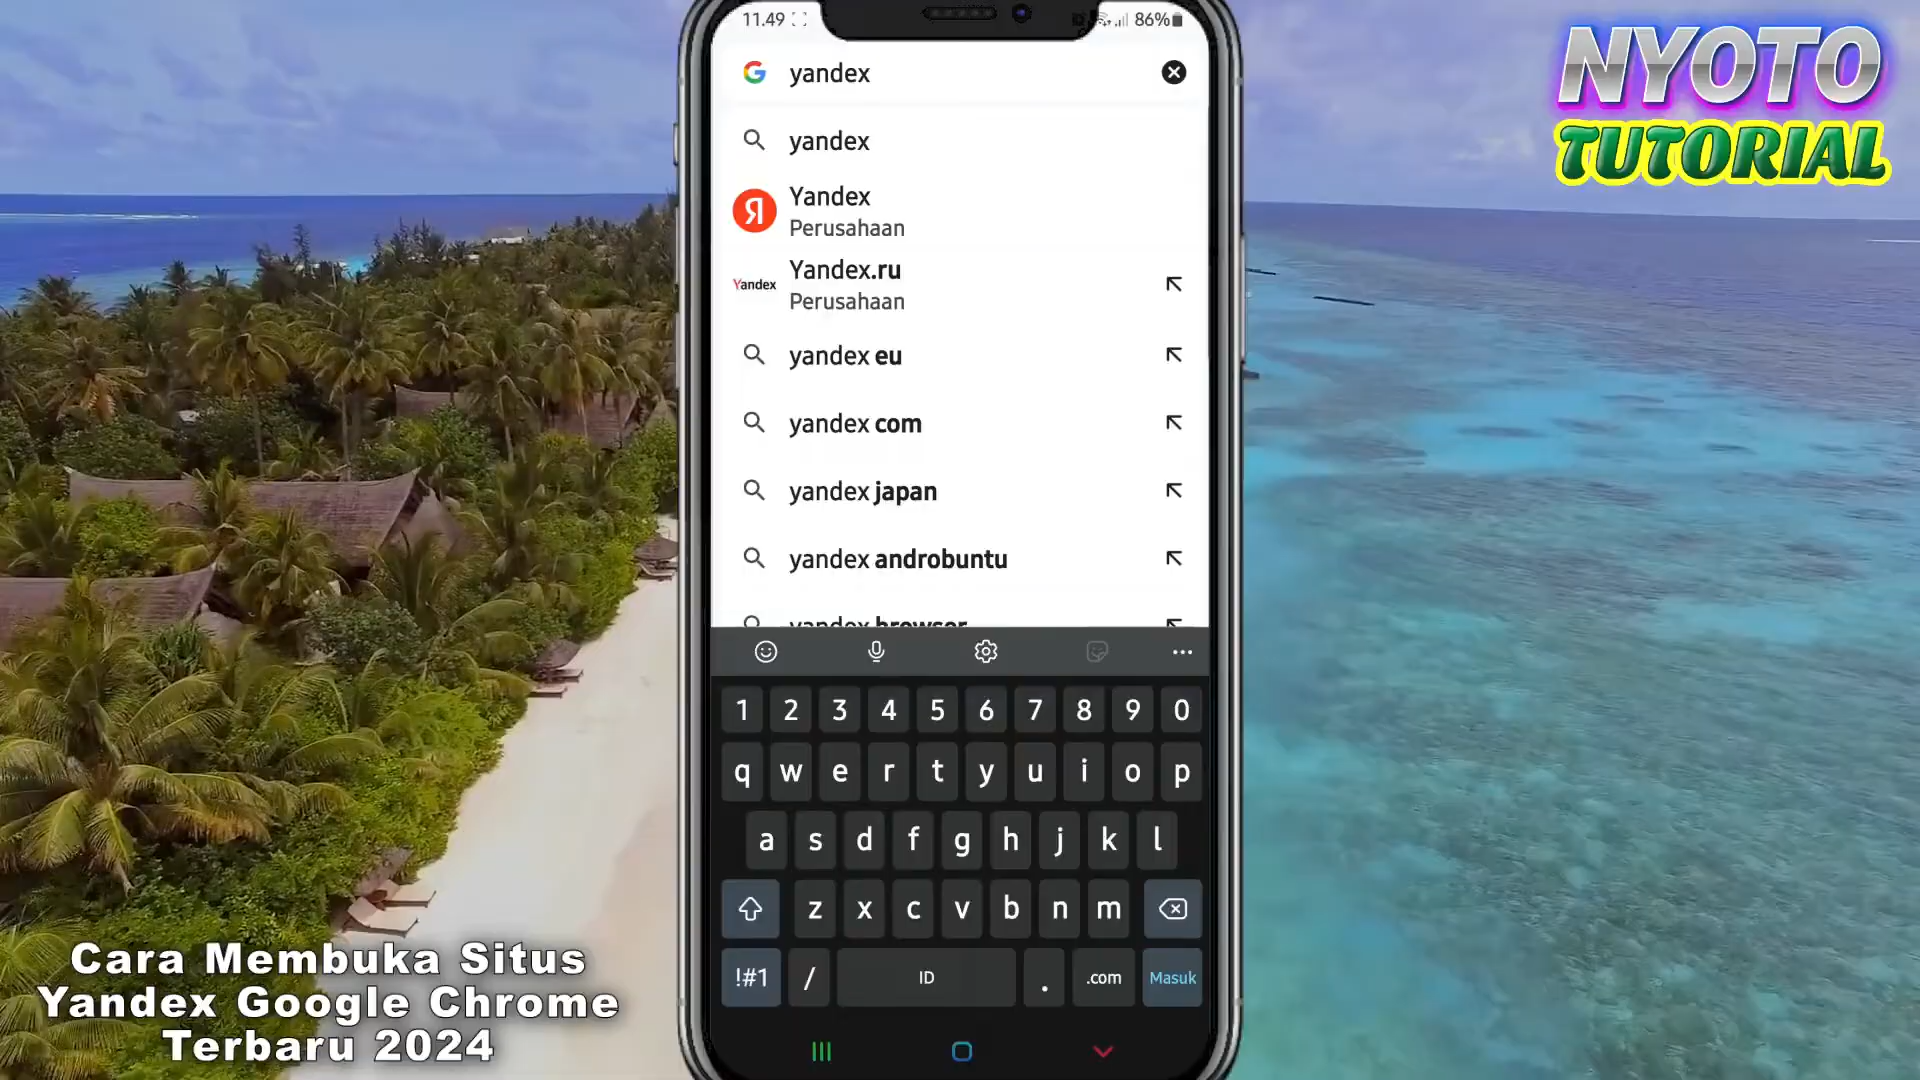 11.49
86%
NYOTO
TUTORIAL
yandex
yandex
Yandex
Perusahaan
Yandex
Yandex.ru
Perusahaan
yandex eu
yandex com
yandex japan
yandex androbuntu
yandex browser
1 2 3 4 5 6 7 8 9 0
q w e r t y u i o p
a s d f g h j k l
z x c v b n m
!#1 / ID . .com Masuk
Cara Membuka Situs
Yandex Google Chrome
Terbaru 2024